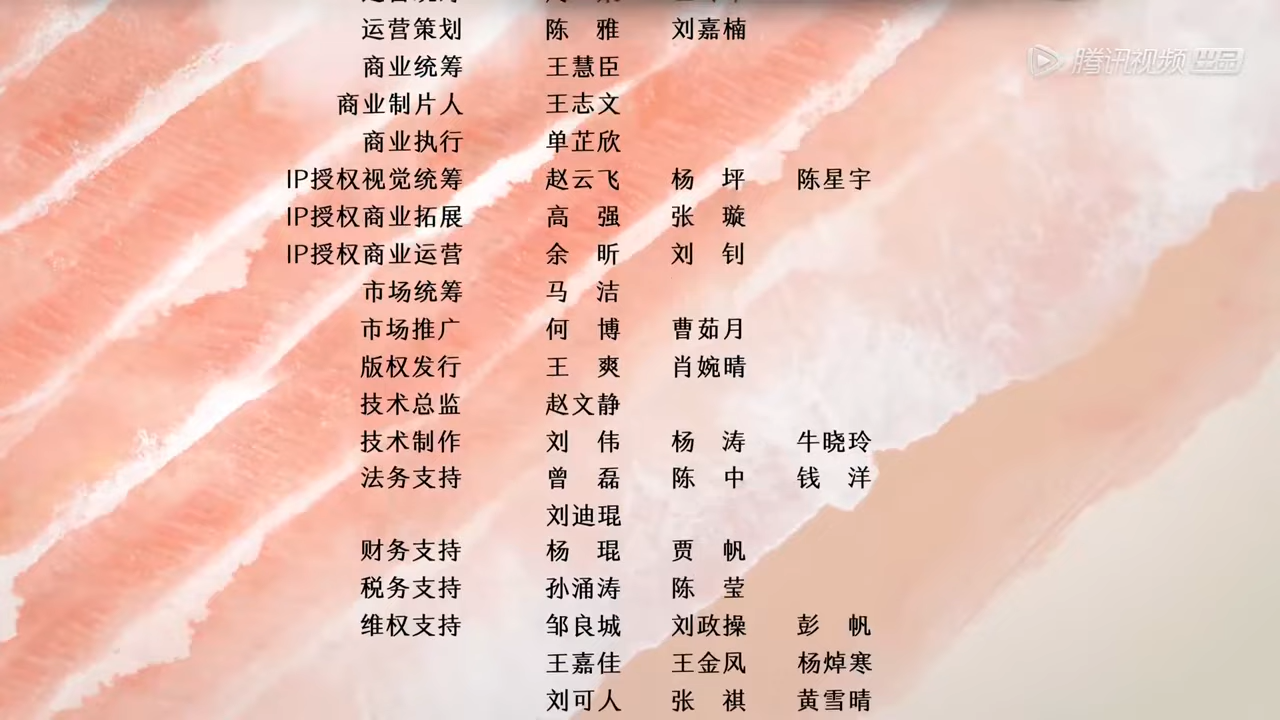 运营策划 陈 雅 刘嘉楠
腾讯视频 出品
商业统筹 王慧臣
商业制片人 王志文
商业执行 单芷欣
IP授权视觉统筹 赵云飞 杨 坪 陈星宇
IP授权商业拓展 高 强 张 璇
IP授权商业运营 余 昕 刘 钊
市场统筹 马 洁
市场推广 何 博 曹茹月
版权发行 王 爽 肖婉晴
技术总监 赵文静
技术制作 刘 伟 杨 涛 牛晓玲
法务支持 曾 磊 陈 中 钱 洋
刘迪琨
财务支持 杨 琨 贾 帆
税务支持 孙涌涛 陈 莹
维权支持 邹良城 刘政操 彭 帆
王嘉佳 王金凤 杨焯寒
刘可人 张 祺 黄雪晴